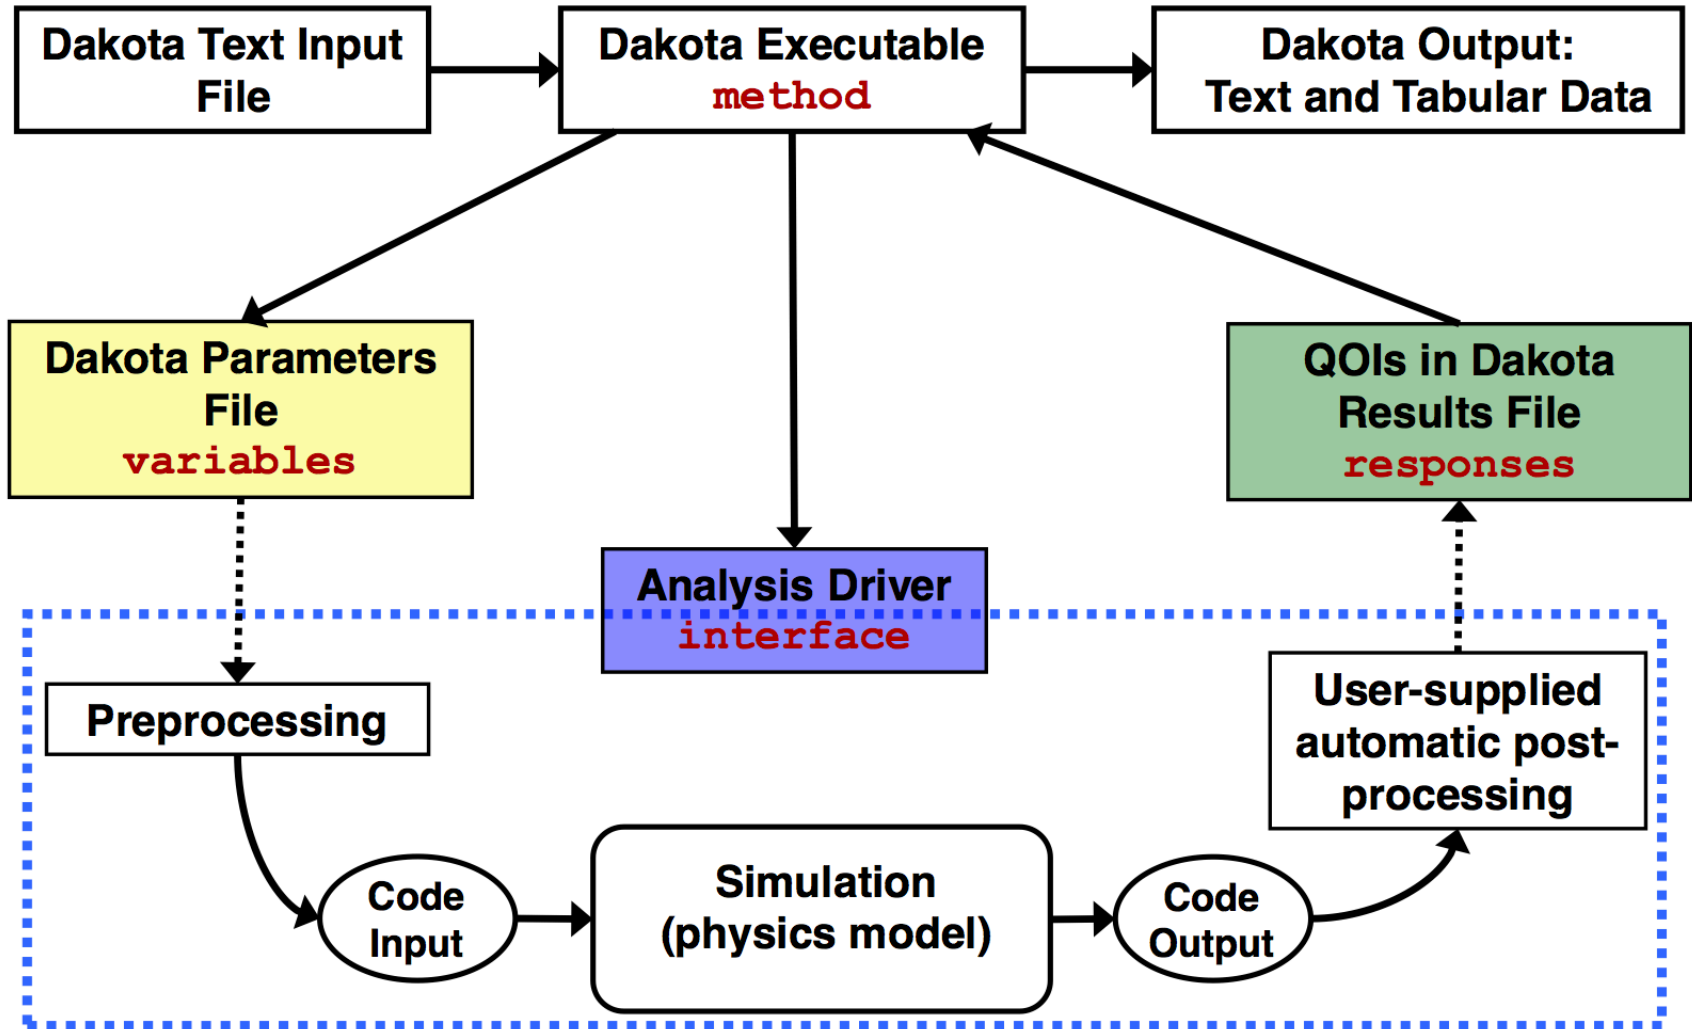 Dakota Text Input
File
Dakota Executable
method
Dakota Output:
Text and Tabular Data
Dakota Parameters
File
variables
QOIs in Dakota
Results File
responses
Analysis Driver
interface
Preprocessing
User-supplied
automatic post-
processing
Code
Input
Simulation
(physics model)
Code
Output